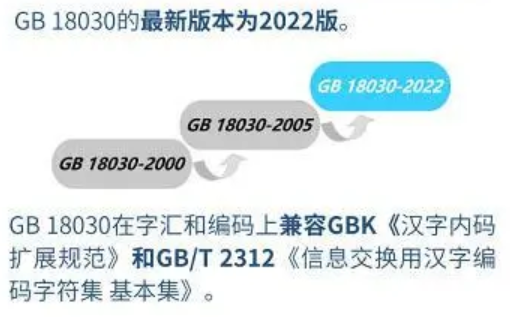 GB 18030的最新版本为2022版。
GB 18030-2022
GB 18030-2005
GB 18030-2000
GB 18030在字汇和编码上兼容GBK《汉字内码
扩展规范》和GB/T 2312《信息交换用汉字编
码字符集 基本集》。